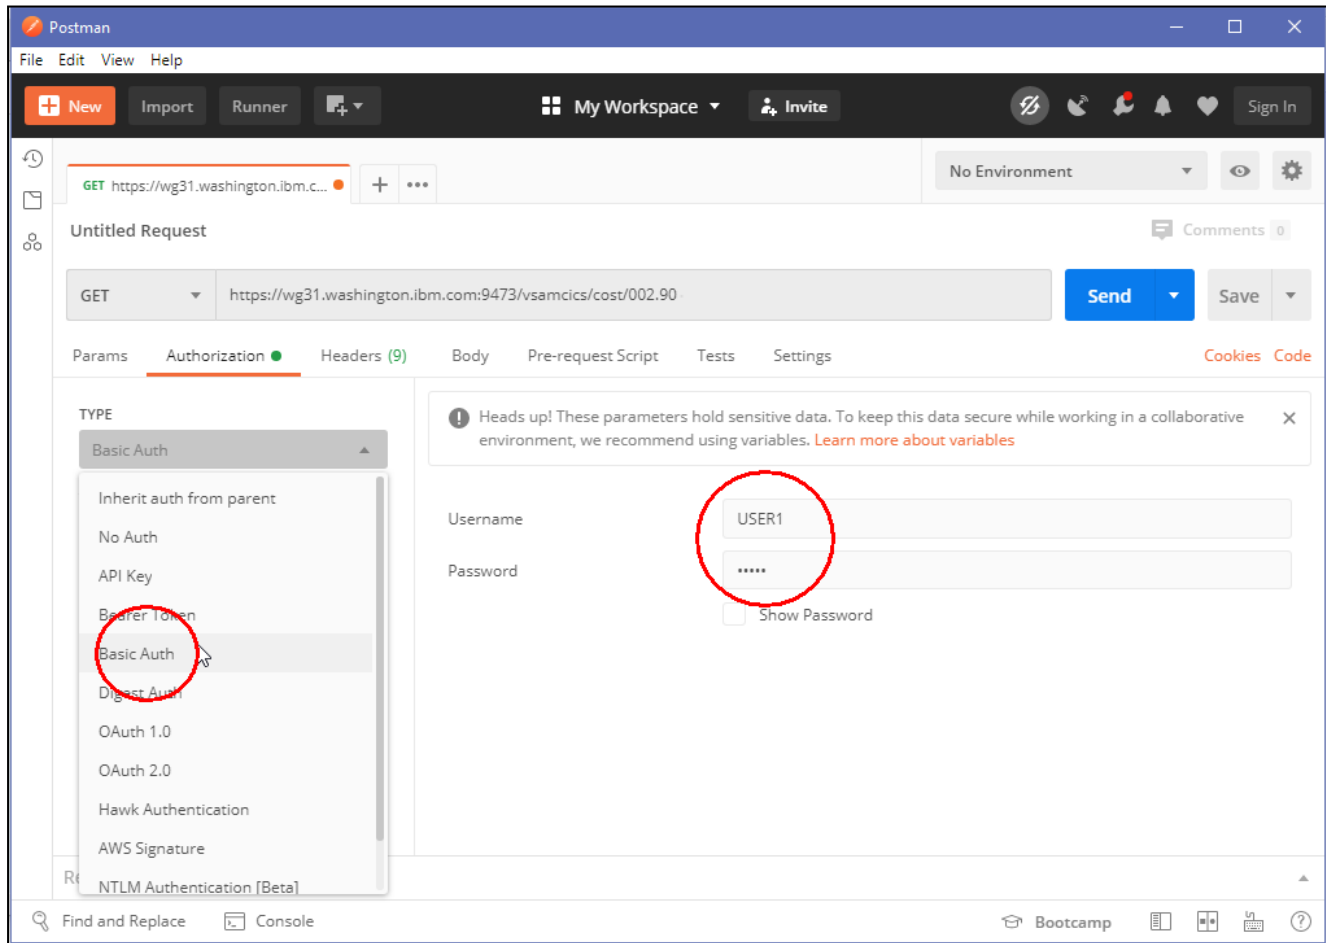 Postman
File Edit View Help
New Import Runner My Workspace Invite Sign In
GET https://wg31.washington.ibm.c... No Environment
Untitled Request Comments 0
GET https://wg31.washington.ibm.com:9473/vsamcics/cost/002.90 Send Save
Params Authorization Headers (9) Body Pre-request Script Tests Settings Cookies Code
TYPE
Basic Auth
Inherit auth from parent
No Auth
API Key
Bearer Token
Basic Auth
Digest Auth
OAuth 1.0
OAuth 2.0
Hawk Authentication
AWS Signature
NTLM Authentication [Beta]
Heads up! These parameters hold sensitive data. To keep this data secure while working in a collaborative
environment, we recommend using variables. Learn more about variables
Username USER1
Password •••••
Show Password
Find and Replace Console Bootcamp